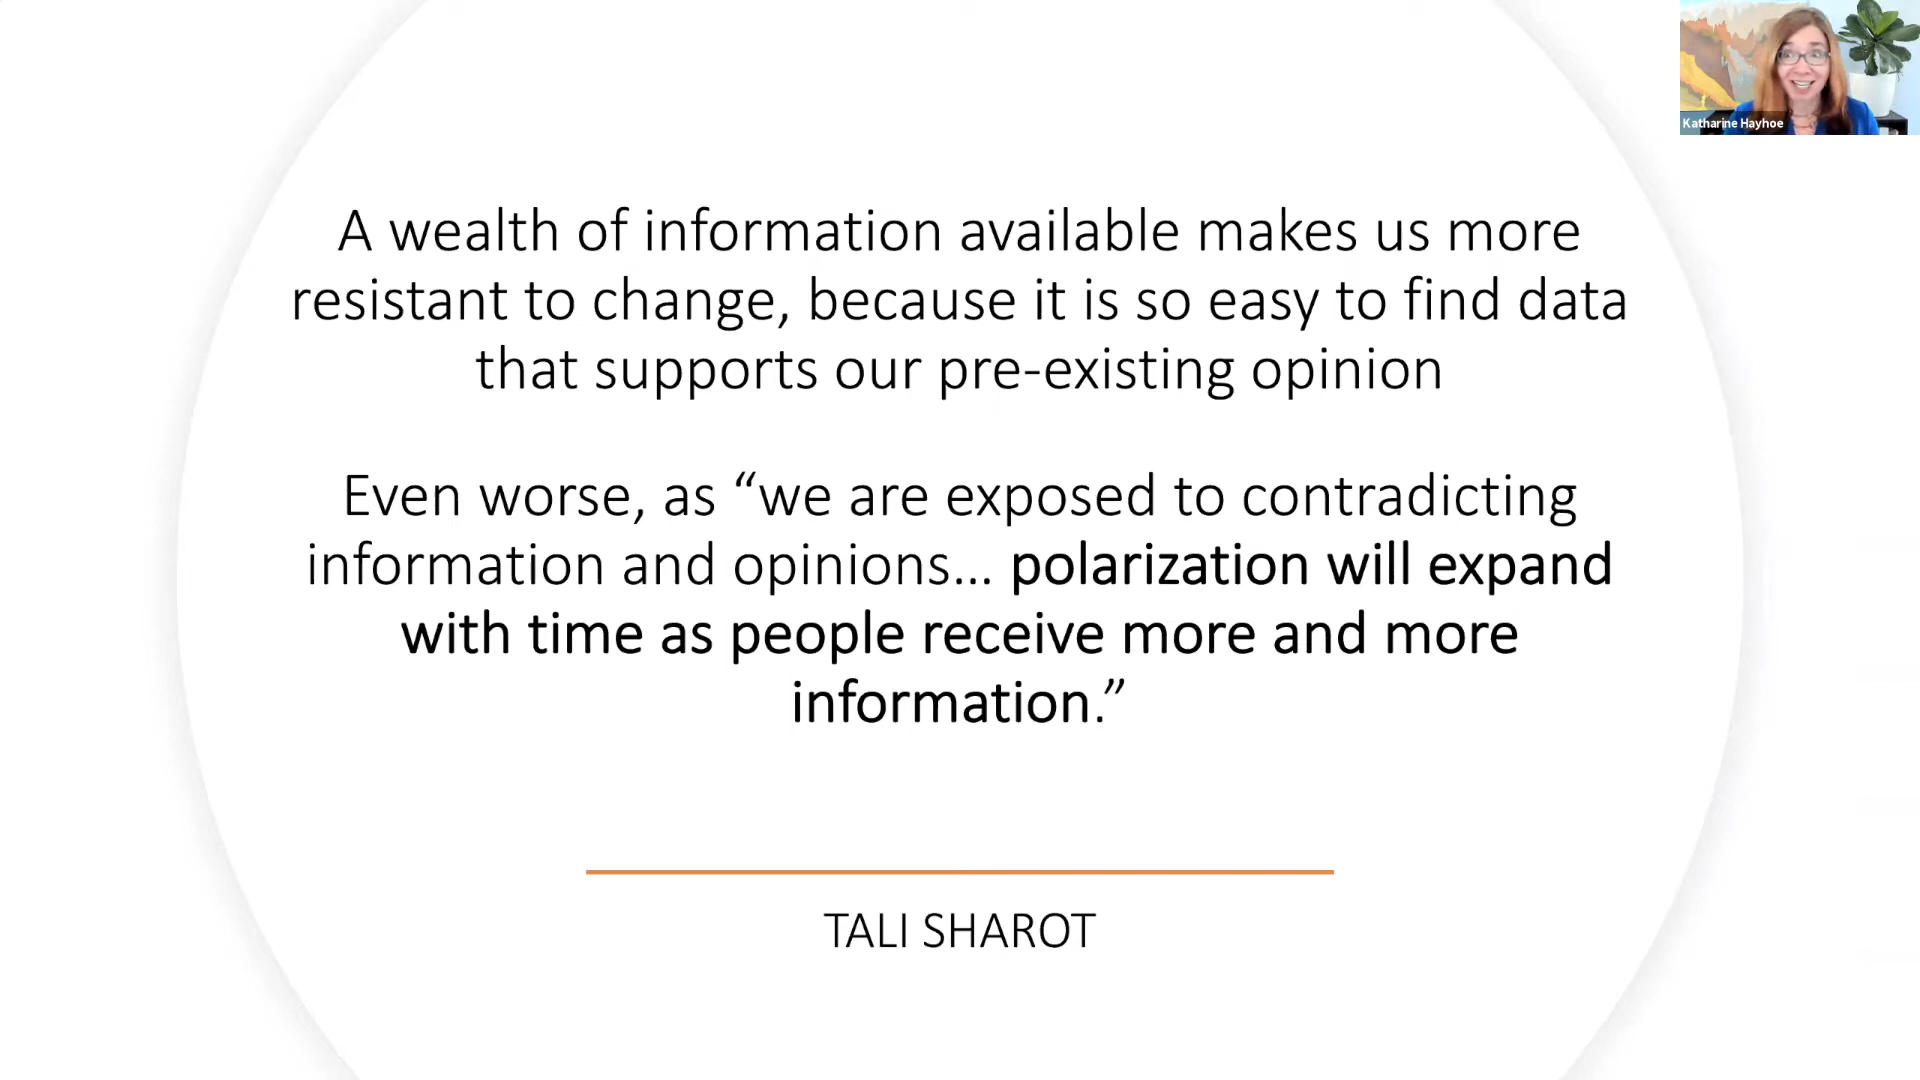 Katharine Hayhoe
A wealth of information available makes us more
resistant to change, because it is so easy to find data
that supports our pre-existing opinion
Even worse, as “we are exposed to contradicting
information and opinions... polarization will expand
with time as people receive more and more
information.”
TALI SHAROT